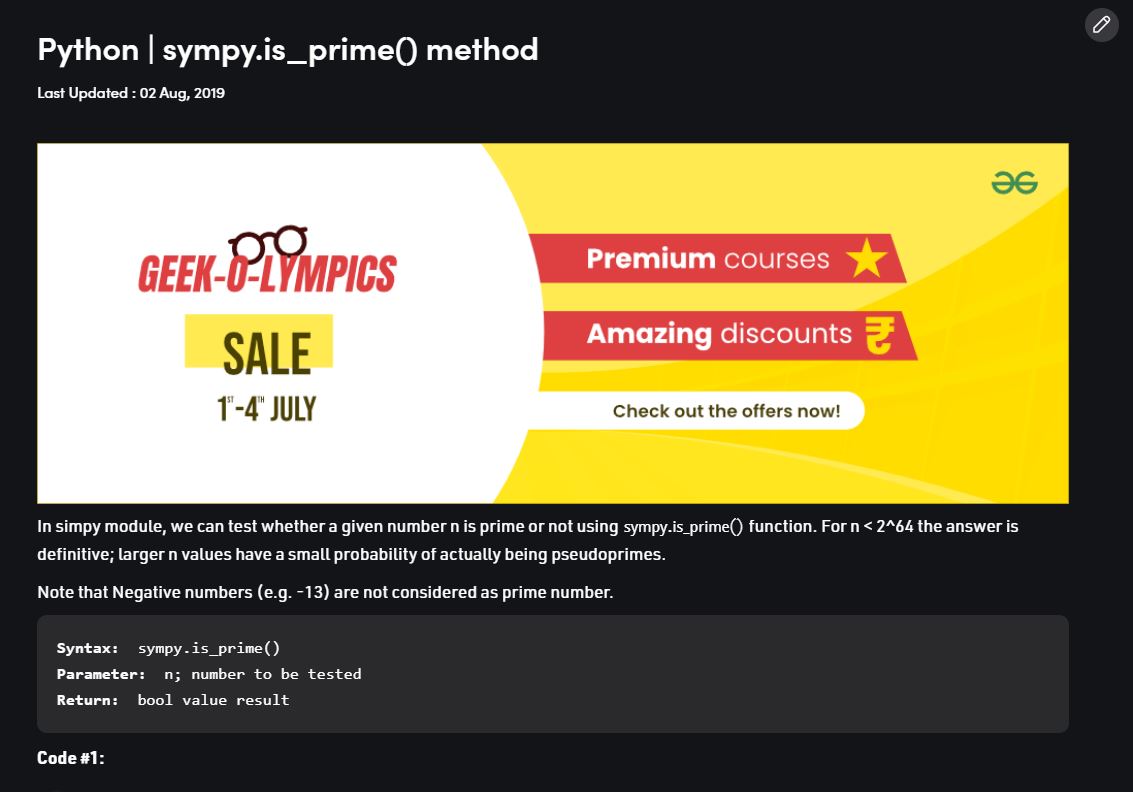 Python | sympy.is_prime() method
Last Updated : 02 Aug, 2019
GEEK-O-LYMPICS
SALE
1ST-4TH JULY
Premium courses
Amazing discounts ₹
Check out the offers now!
In simpy module, we can test whether a given number n is prime or not using sympy.is_prime() function. For n < 2^64 the answer is
definitive; larger n values have a small probability of actually being pseudoprimes.
Note that Negative numbers (e.g. -13) are not considered as prime number.
Syntax: sympy.is_prime()
Parameter: n; number to be tested
Return: bool value result
Code #1: